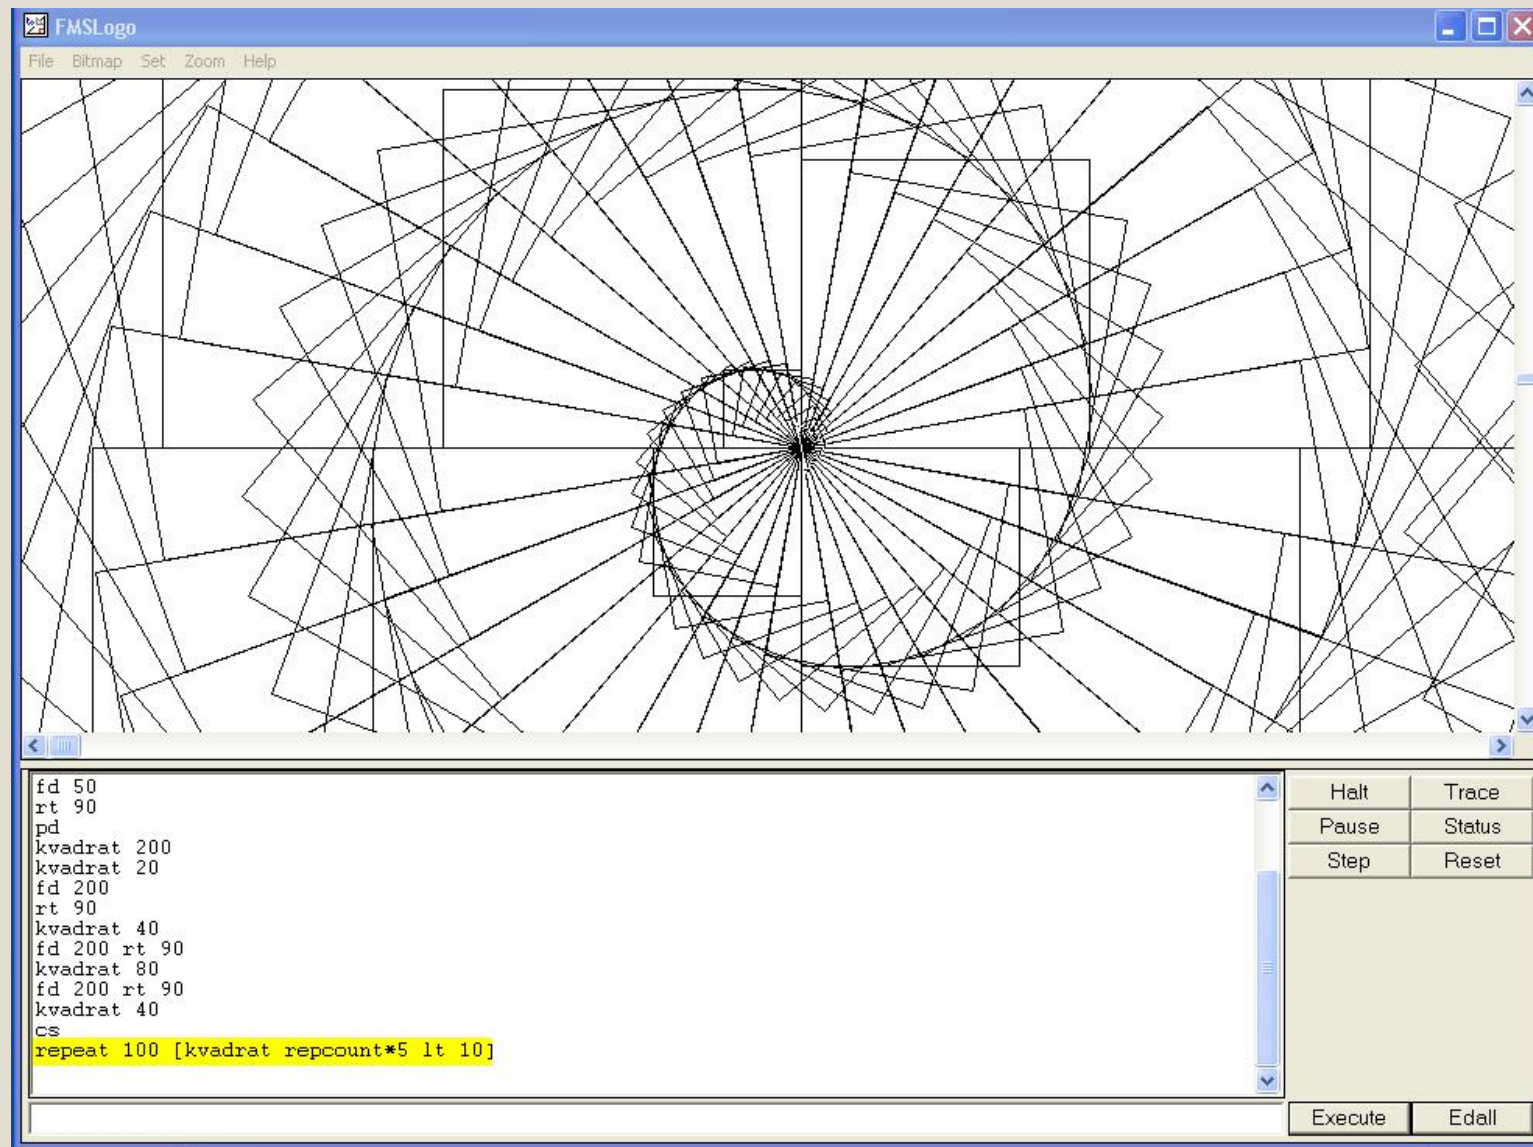 FMSLogo
File Bitmap Set Zoom Help
fd 50
rt 90
pd
kvadrat 200
kvadrat 20
fd 200
rt 90
kvadrat 40
fd 200 rt 90
kvadrat 80
fd 200 rt 90
kvadrat 40
cs
repeat 100 [kvadrat repcount*5 lt 10]
Halt Trace
Pause Status
Step Reset
Execute Edall